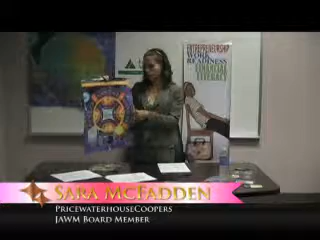 ENTREPRENEURSHIP
WORK
READINESS
FINANCIAL
LITERACY
SARA MCFADDEN
PRICEWATERHOUSECOOPERS
JAWM BOARD MEMBER